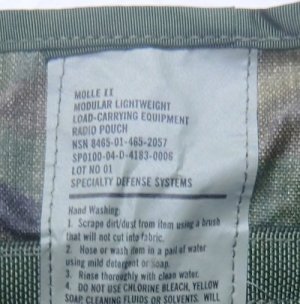 MOLLE II
MODULAR LIGHTWEIGHT
LOAD-CARRYING EQUIPMENT
RADIO POUCH
NSN 8465-01-465-2057
SP0100-04-D-4183-0006
LOT NO 01
SPECIALTY DEFENSE SYSTEMS
Hand Washing:
1. Scrape dirt/dust from item using a brush
that will not cut into fabric.
2. Hose or wash item in a pail of water
using mild detergent or soap.
3. Rinse thoroughly with clean water.
4. DO NOT USE CHLORINE BLEACH, YELLOW
SOAP, CLEANING FLUIDS OR SOLVENTS. WILL